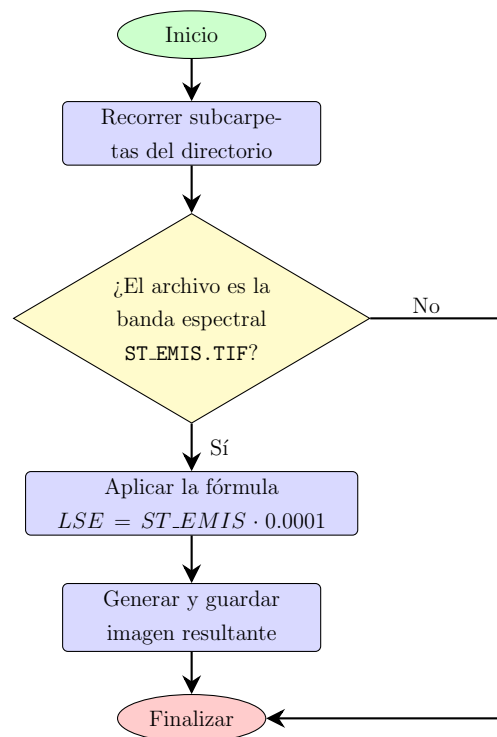 Inicio
Recorrer subcarpe-
tas del directorio
¿El archivo es la
banda espectral
ST_EMIS.TIF?
No
Sí
Aplicar la fórmula
LSE = ST_EMIS · 0.0001
Generar y guardar
imagen resultante
Finalizar